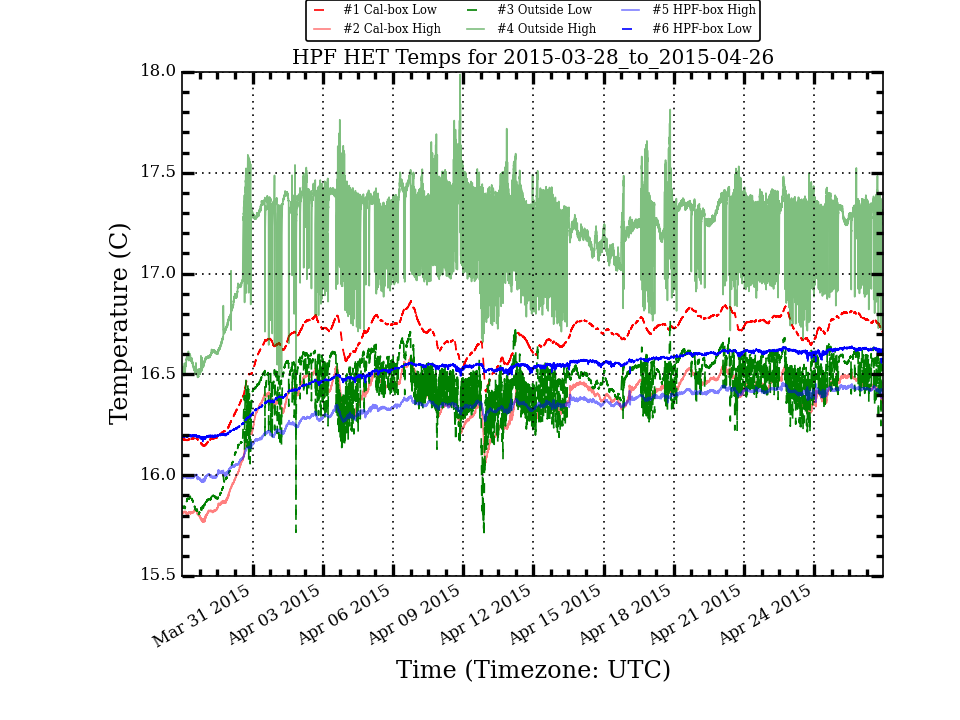 #1 Cal-box Low #3 Outside Low #5 HPF-box High
#2 Cal-box High #4 Outside High #6 HPF-box Low
HPF HET Temps for 2015-03-28_to_2015-04-26
18.0
17.5
17.0
16.5
16.0
15.5
Temperature (C)
Mar 31 2015 Apr 03 2015 Apr 06 2015 Apr 09 2015 Apr 12 2015 Apr 15 2015 Apr 18 2015 Apr 21 2015 Apr 24 2015
Time (Timezone: UTC)